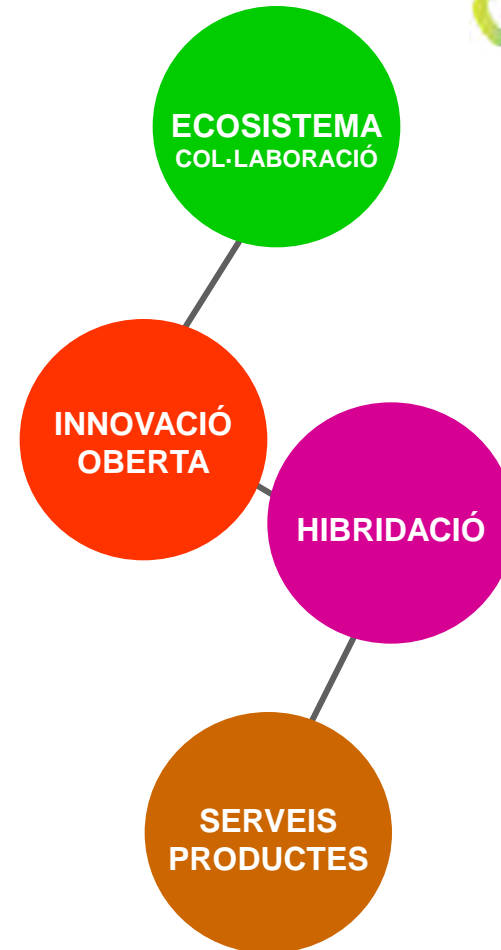 ECOSISTEMA
COL·LABORACIÓ
INNOVACIÓ
OBERTA
HIBRIDACIÓ
SERVEIS
PRODUCTES